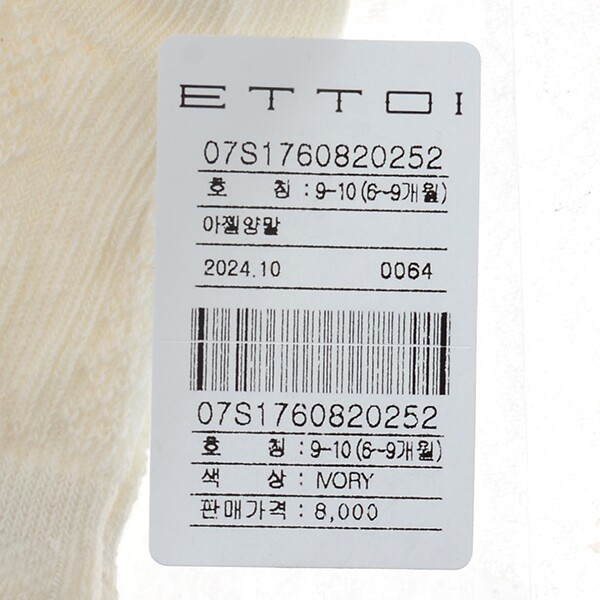 ETTOI
07S1760820252
호 칭 : 9-10(6~9개월)
아젤양말
2024.10 0064
07S1760820252
호 칭 : 9-10(6~9개월)
색 상 : IVORY
판매가격 : 8,000